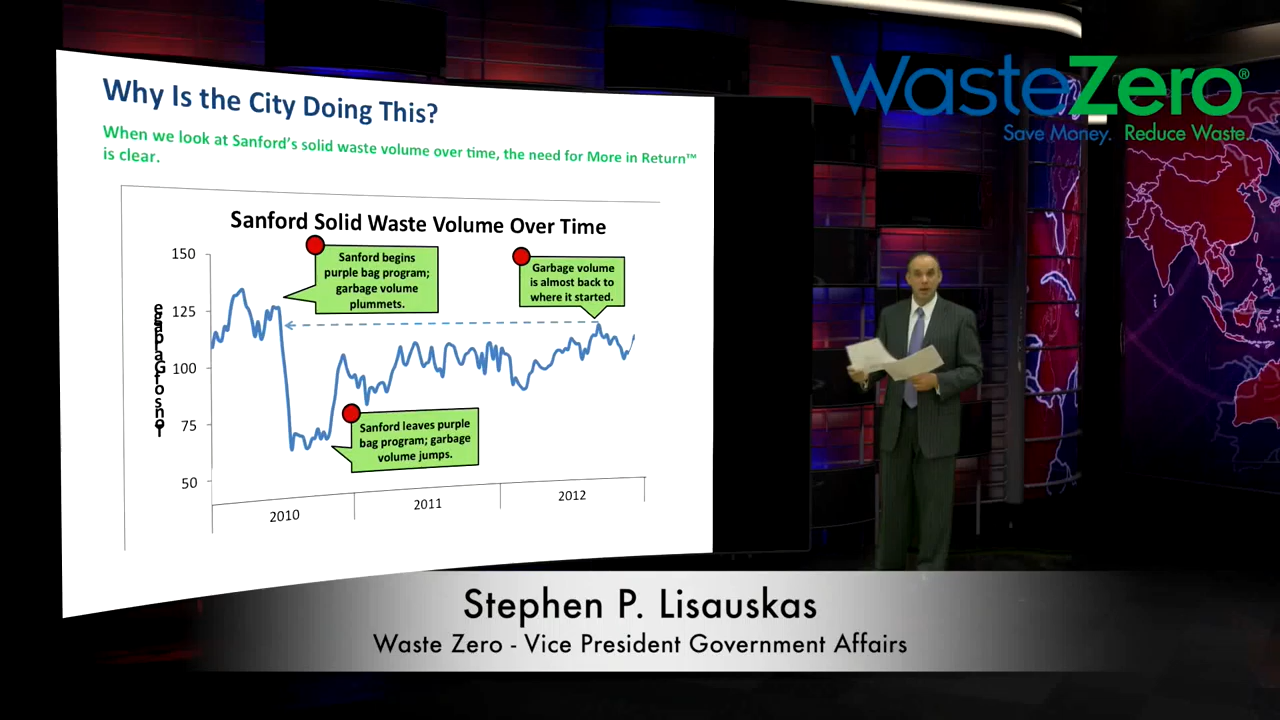 WasteZero®
Save Money. Reduce Waste.
Why Is the City Doing This?
When we look at Sanford's solid waste volume over time, the need for More in Return™
is clear.
Sanford Solid Waste Volume Over Time
Tons of Garbage
150
125
100
75
50
Sanford begins
purple bag program;
garbage volume
plummets.
Garbage volume
is almost back to
where it started.
Sanford leaves purple
bag program; garbage
volume jumps.
2010
2011
2012
Stephen P. Lisauskas
Waste Zero - Vice President Government Affairs